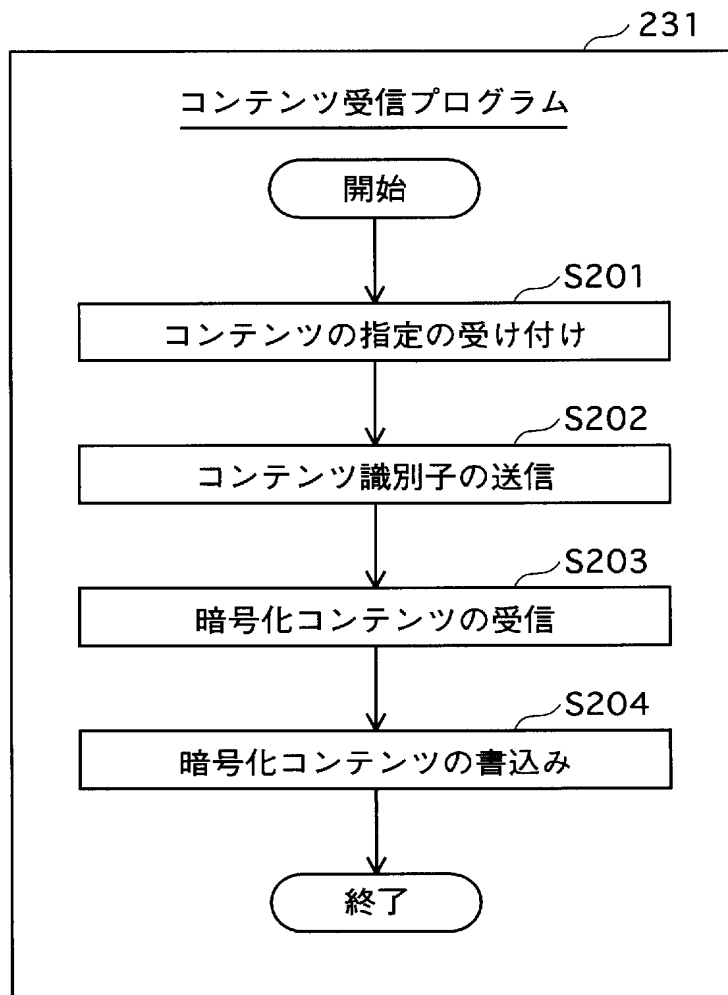 231
コンテンツ受信プログラム
開始
S201
コンテンツの指定の受け付け
S202
コンテンツ識別子の送信
S203
暗号化コンテンツの受信
S204
暗号化コンテンツの書込み
終了